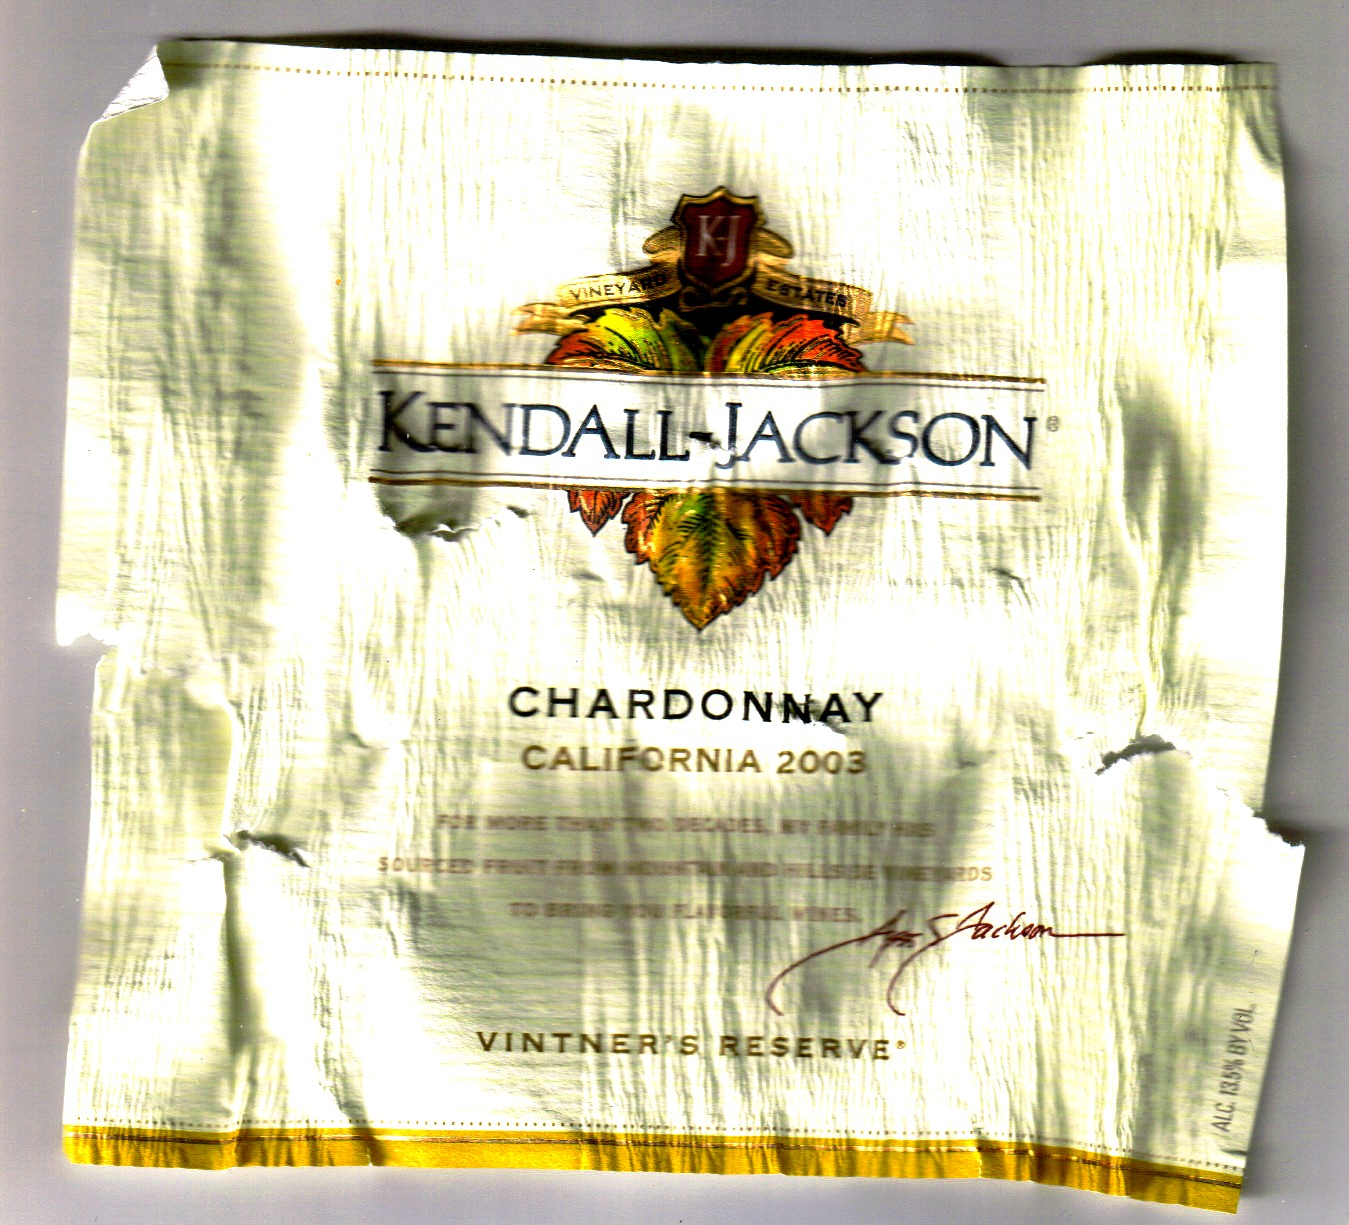 K-J
VINEYARD ESTATES
KENDALL-JACKSON®
CHARDONNAY
CALIFORNIA 2003
FOR MORE THAN TWO DECADES, MY FAMILY HAS
SOURCED FRUIT FROM MOUNTAIN AND HILLSIDE VINEYARDS
TO BRING YOU FLAVORFUL WINES.
Jackson
VINTNER'S RESERVE®
ALC. 13.5% BY VOL.